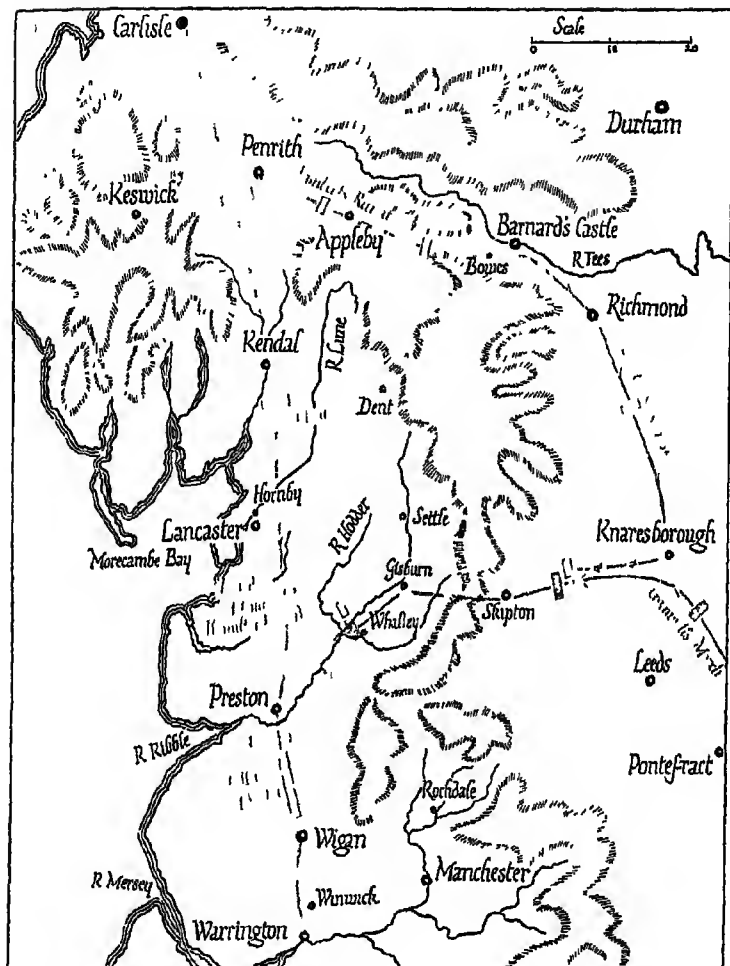 Carlisle
Scale
0 10 20
Durham
Penrith
Keswick
Appleby
Barnard's Castle
Bowes
R Tees
Richmond
Kendal
R Lune
Dent
Hornby
Lancaster
Settle
R Hodder
Knaresborough
Morecambe Bay
Gisburn
Skipton
Whalley
Leeds
Preston
R Ribble
Pontefract
Rochdale
Wigan
Manchester
R Mersey
Winwick
Warrington